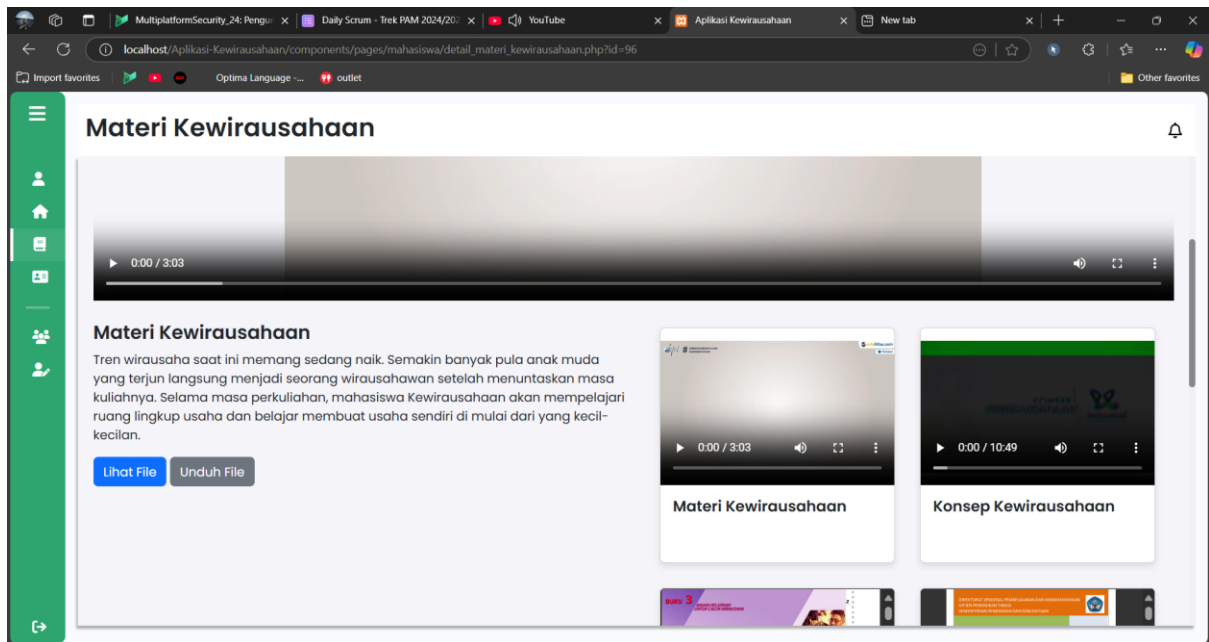 MultiplatformSecurity_24: Pengu
Daily Scrum - Trek PAM 2024/202
YouTube
Aplikasi Kewirausahaan
New tab
localhost/Aplikasi-Kewirausahaan/components/pages/mahasiswa/detail_materi_kewirausahaan.php?id=96
Import favorites
Optima Language -...
outlet
Other favorites
Materi Kewirausahaan
0:00 / 3:03
Materi Kewirausahaan
Tren wirausaha saat ini memang sedang naik. Semakin banyak pula anak muda
yang terjun langsung menjadi seorang wirausahawan setelah menuntaskan masa
kuliahnya. Selama masa perkuliahan, mahasiswa Kewirausahaan akan mempelajari
ruang lingkup usaha dan belajar membuat usaha sendiri di mulai dari yang kecil-
kecilan.
Lihat File
Unduh File
0:00 / 3:03
Materi Kewirausahaan
KONSEP
KEWIRAUSAHAAN
0:00 / 10:49
Konsep Kewirausahaan
BUKU 3